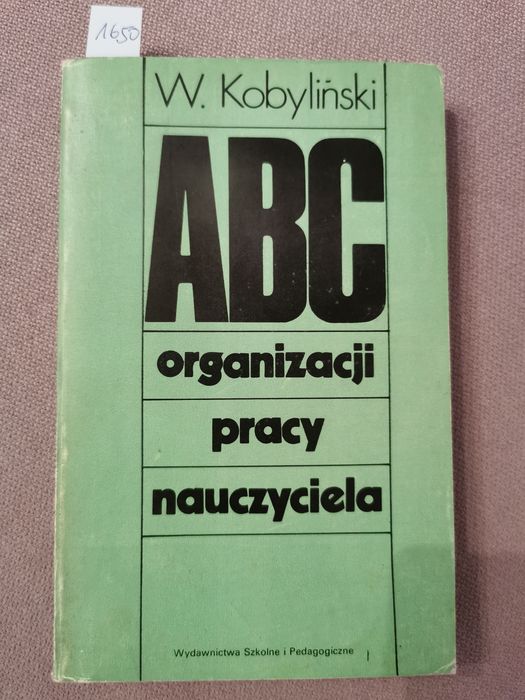 1650
W. Kobyliński
ABC
organizacji
pracy
nauczyciela
Wydawnictwa Szkolne i Pedagogiczne